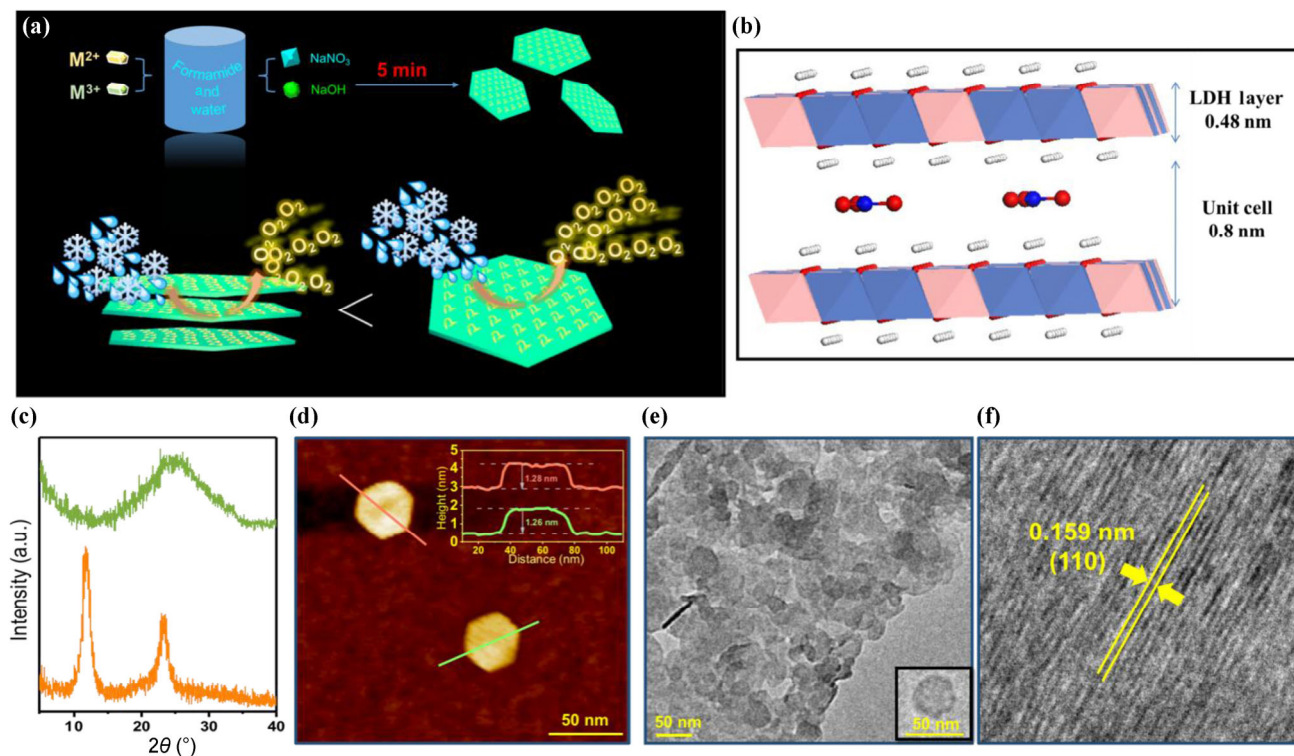 (a)
M2+
M3+
Formamide
and
water
NaNO3
NaOH
5 min
O2
O2
O2
O2
O2
O2
O2
O2
O2
O2
<
O2
O2
O2
O2
O2
O2
O2
O2
O2
O2
(b)
LDH layer
0.48 nm
Unit cell
0.8 nm
(c)
Intensity (a.u.)
10 20 30 40
2θ (°)
(d)
Height (nm)
5
4
3
2
1
0
1.28 nm
1.26 nm
20 40 60 80 100
Distance (nm)
50 nm
(e)
50 nm
50 nm
(f)
0.159 nm
(110)